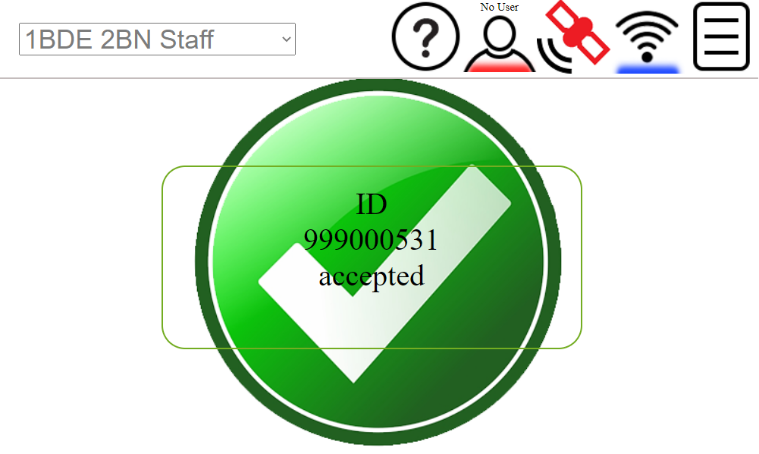 1BDE 2BN Staff
?
No User
ID
999000531
accepted